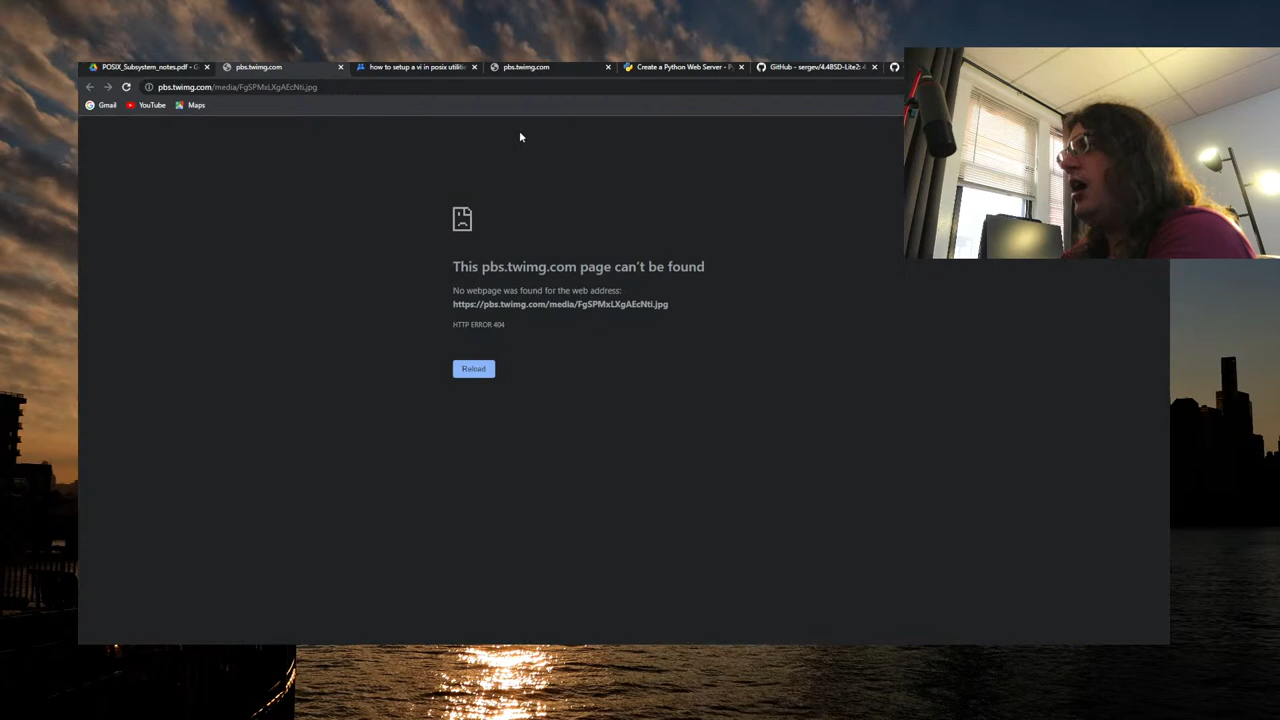 POSIX_Subsystem_notes.pdf - G
pbs.twimg.com
how to setup a vi in posix utiliti
pbs.twimg.com
Create a Python Web Server - P
GitHub - sergev/4.4BSD-Lite2: 4
pbs.twimg.com/media/FgSPMxLXgAEcNti.jpg
Gmail
YouTube
Maps
This pbs.twimg.com page can't be found
No webpage was found for the web address:
https://pbs.twimg.com/media/FgSPMxLXgAEcNti.jpg
HTTP ERROR 404
Reload